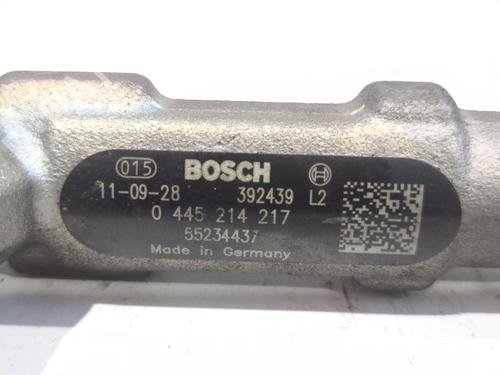 015 BOSCH
11-09-28 392439 L2
0 445 214 217
55234437
Made in Germany